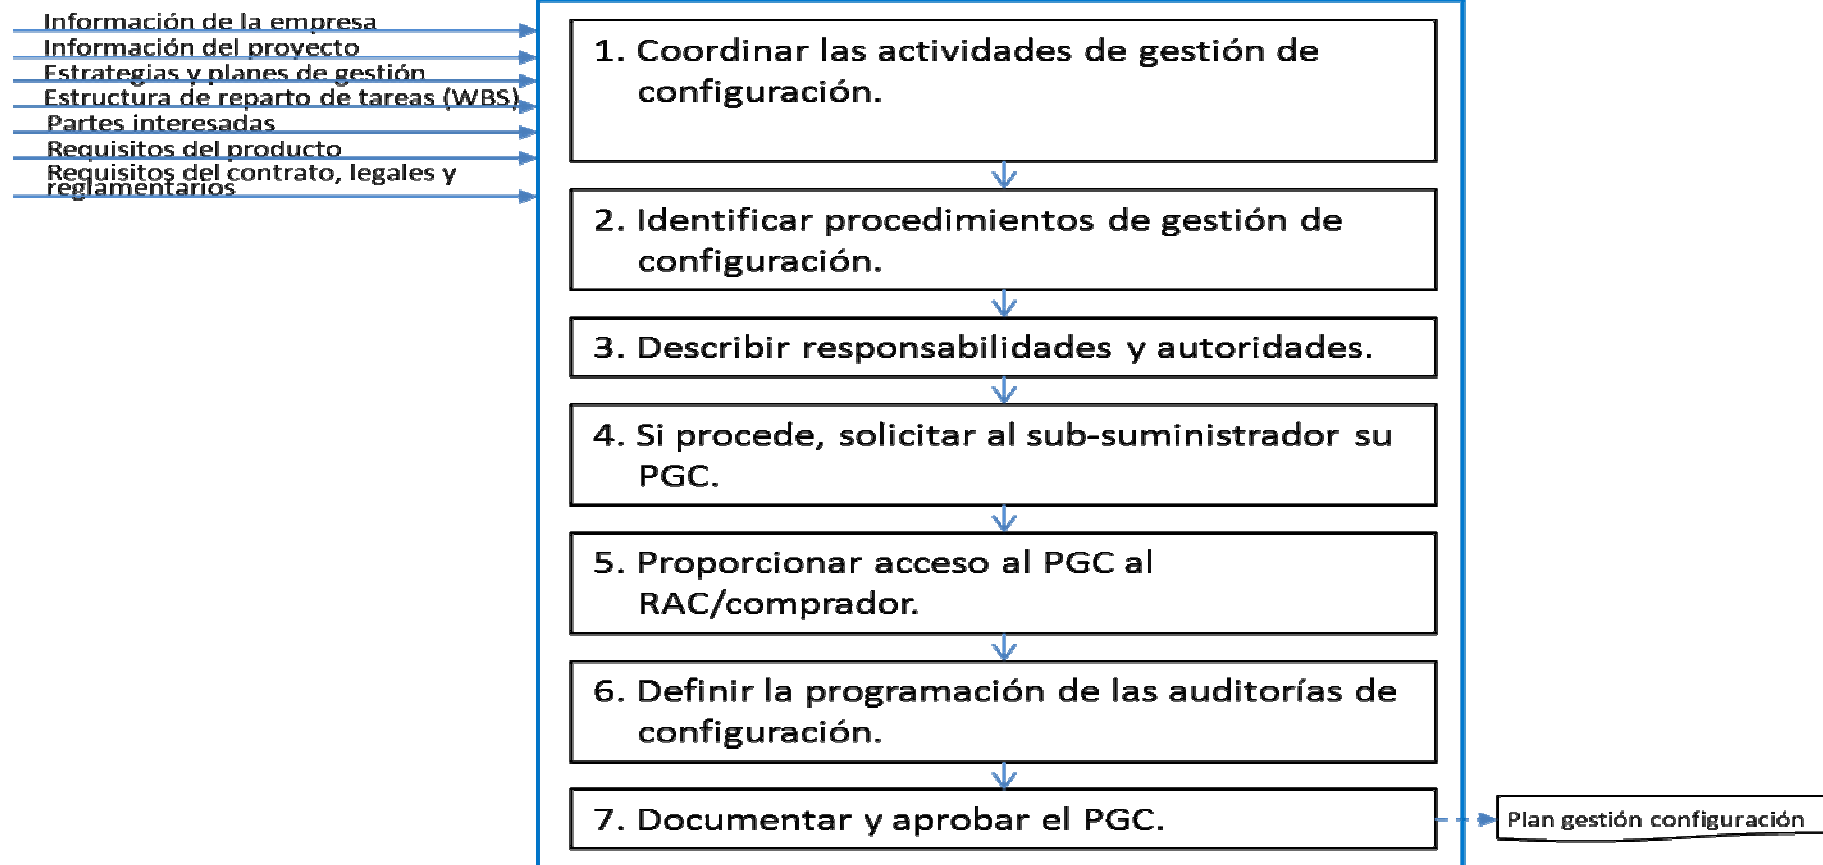 Información de la empresa
Información del proyecto
Estrategias y planes de gestión
Estructura de reparto de tareas (WBS)
Partes interesadas
Requisitos del producto
Requisitos del contrato, legales y
reglamentarios
1. Coordinar las actividades de gestión de
configuración.
2. Identificar procedimientos de gestión de
configuración.
3. Describir responsabilidades y autoridades.
4. Si procede, solicitar al sub-suministrador su
PGC.
5. Proporcionar acceso al PGC al
RAC/comprador.
6. Definir la programación de las auditorías de
configuración.
7. Documentar y aprobar el PGC.
Plan gestión configuración